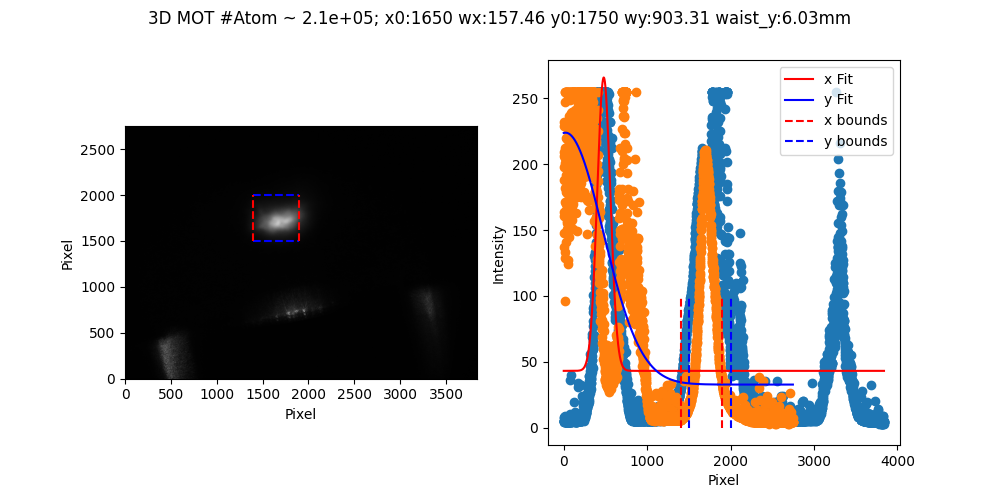 3D MOT #Atom ~ 2.1e+05; x0:1650 wx:157.46 y0:1750 wy:903.31 waist_y:6.03mm
2500
2000
1500
1000
500
0
Pixel
0 500 1000 1500 2000 2500 3000 3500
Pixel
250
200
150
100
50
0
Intensity
0 1000 2000 3000 4000
Pixel
x Fit
y Fit
x bounds
y bounds